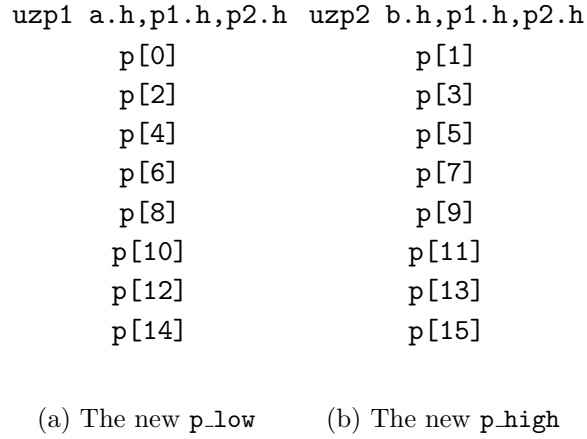 uzp1 a.h,p1.h,p2.h uzp2 b.h,p1.h,p2.h
p[0] p[1]
p[2] p[3]
p[4] p[5]
p[6] p[7]
p[8] p[9]
p[10] p[11]
p[12] p[13]
p[14] p[15]
(a) The new p_low (b) The new p_high